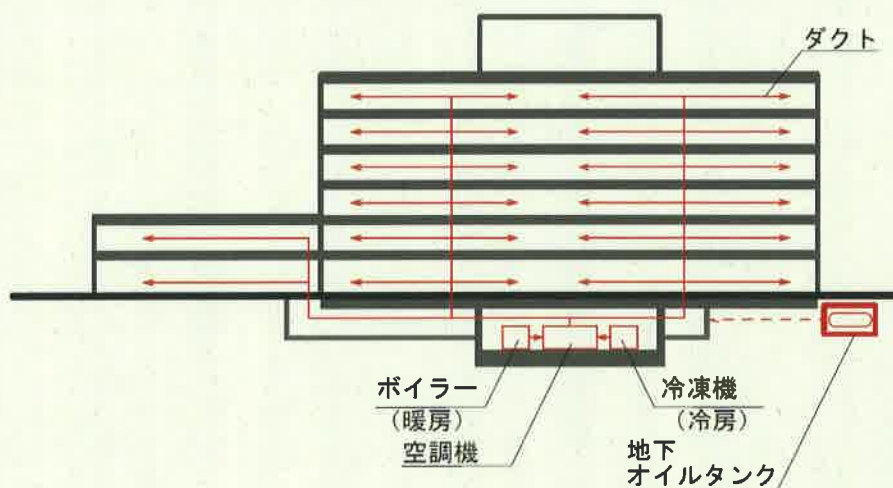 ダクト
ボイラー
（暖房）
空調機
冷凍機
（冷房）
地下
オイルタンク